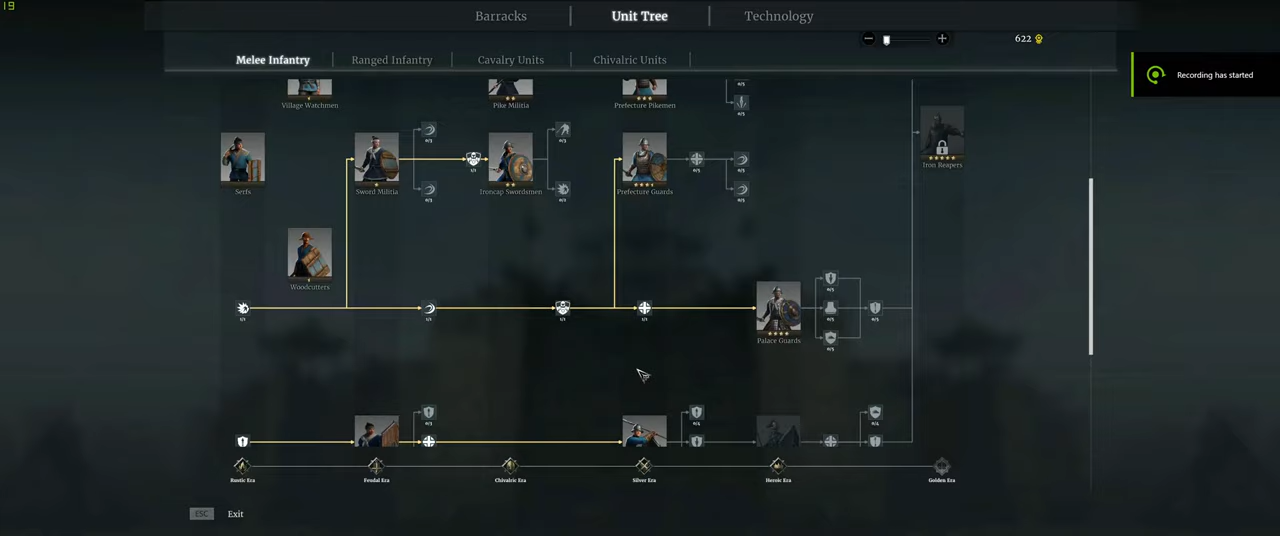 19
Barracks
Unit Tree
Technology
622
Melee Infantry
Ranged Infantry
Cavalry Units
Chivalric Units
Recording has started
Village Watchmen
Pike Militia
Prefecture Pikemen
Serfs
Sword Militia
Ironcap Swordsmen
Prefecture Guards
Iron Reapers
Woodcutters
Palace Guards
Rustic Era
Feudal Era
Chivalric Era
Silver Era
Heroic Era
Golden Era
ESC Exit